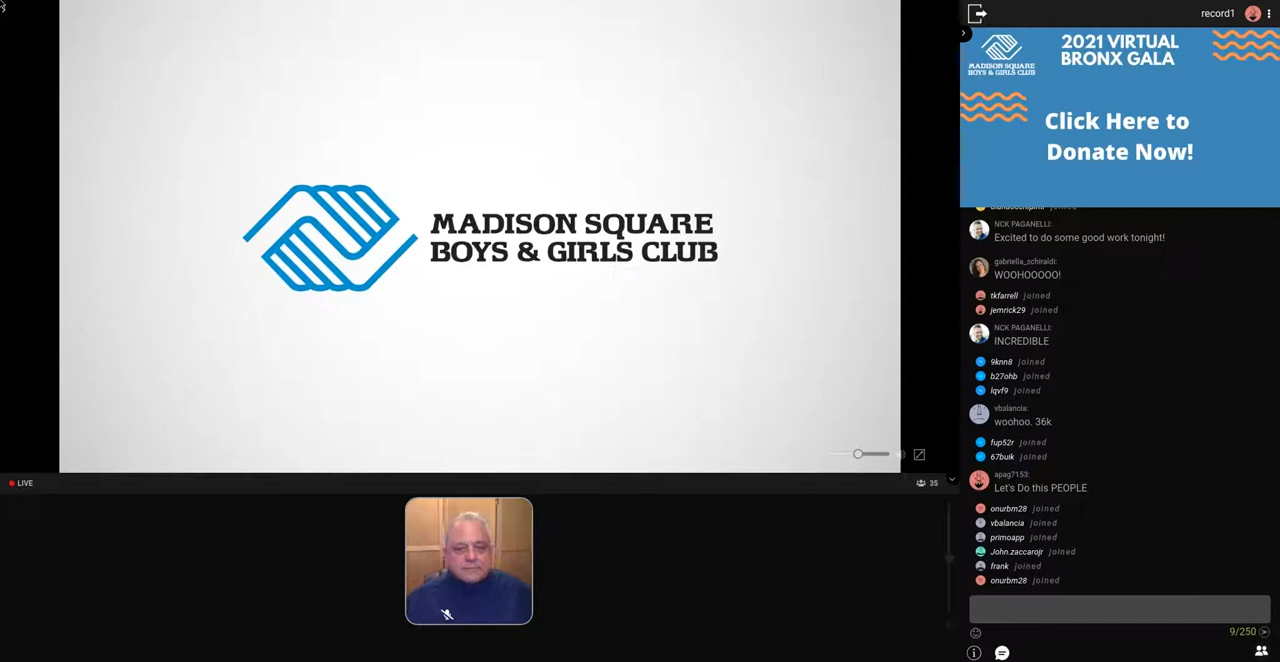 MADISON SQUARE
BOYS & GIRLS CLUB
LIVE
35
record1
MADISON SQUARE
BOYS & GIRLS CLUB
2021 VIRTUAL
BRONX GALA
Click Here to
Donate Now!
joined
NCK PAGANELLI:
Excited to do some good work tonight!
gabriella_schiraldi:
WOOHOOOOO!
tkfarrell joined
jemrick29 joined
NCK PAGANELLI:
INCREDIBLE
9knn8 joined
b27ohb joined
lqvf9 joined
vbalancia:
woohoo. 36k
fup52r joined
67buik joined
apag7153:
Let's Do this PEOPLE
onurbm28 joined
vbalancia joined
primoapp joined
John.zaccarojr joined
frank joined
onurbm28 joined
9/250